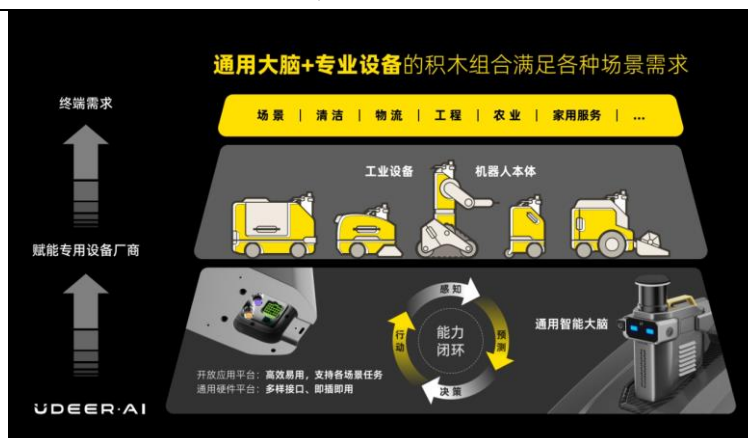 通用大脑+专业设备的积木组合满足各种场景需求
终端需求
场景 | 清洁 | 物流 | 工程 | 农业 | 家用服务 | ...
工业设备
机器人本体
赋能专用设备厂商
感知
预测
决策
行动
能力
闭环
通用智能大脑
开放应用平台：高效易用，支持各场景任务
通用硬件平台：多样接口、即插即用
UDEER·AI